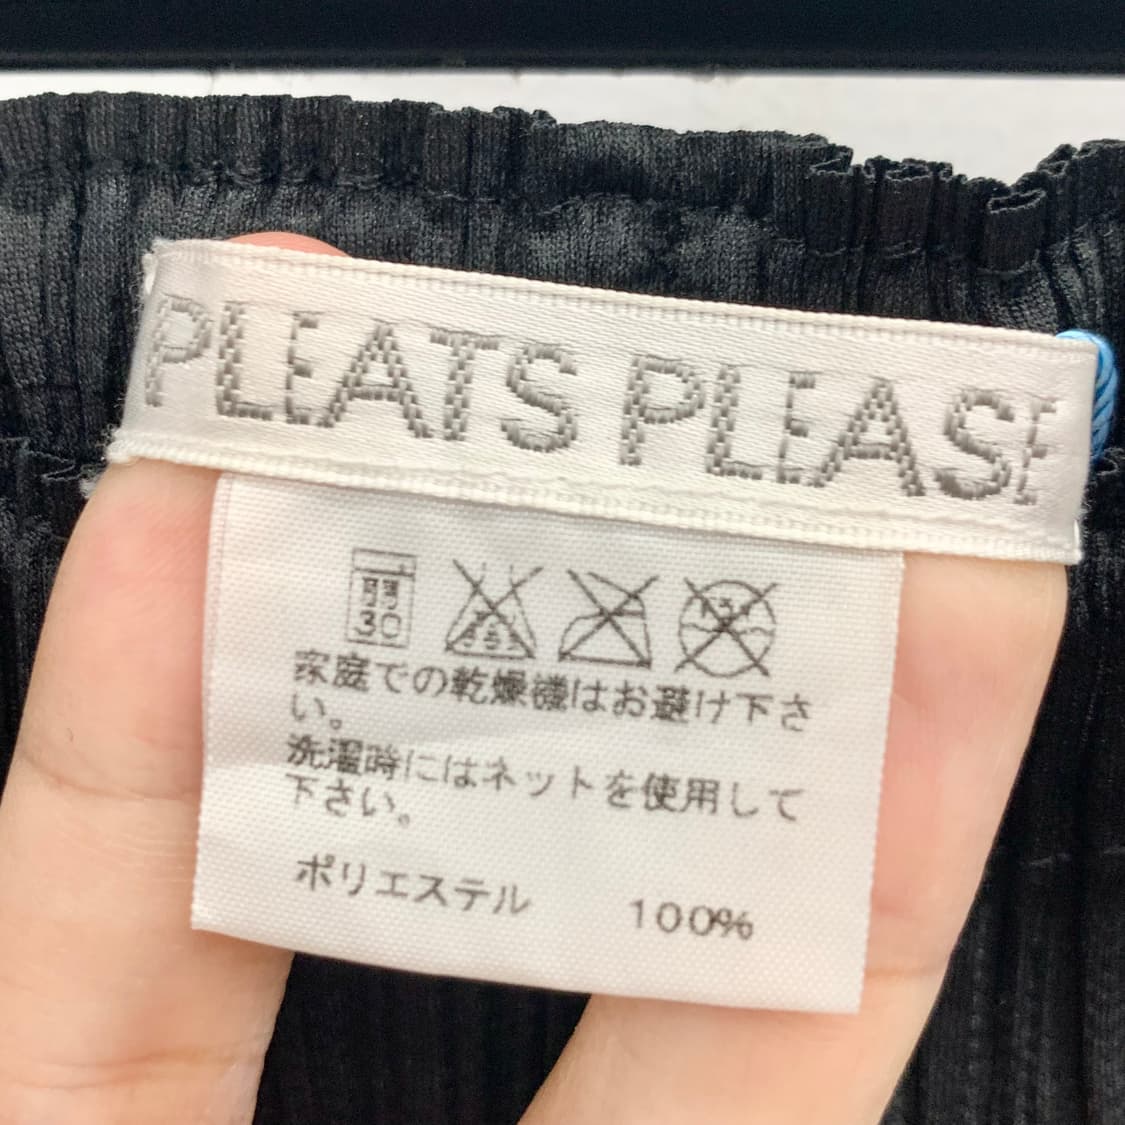 PLEATS PLEASE
弱
30
家庭での乾燥機はお避け下さ
い。
洗濯時にはネットを使用して
下さい。
ポリエステル 100%